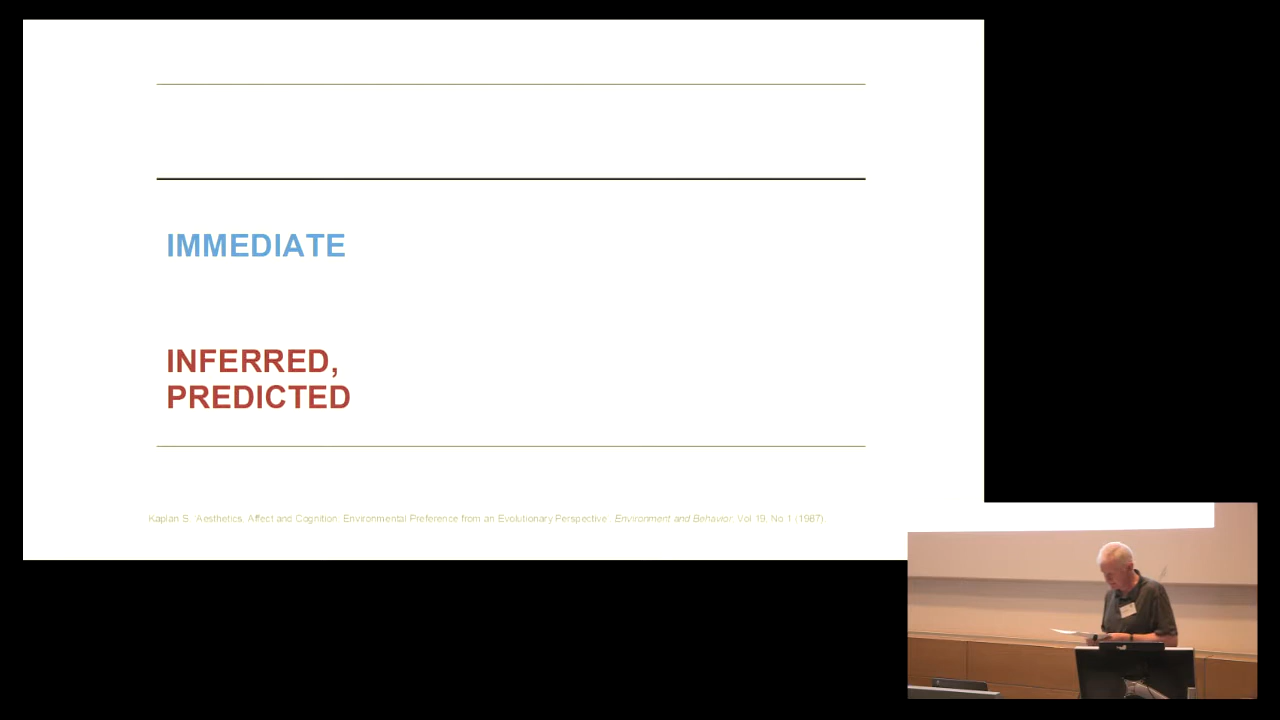 IMMEDIATE
INFERRED,
PREDICTED
Kaplan S. 'Aesthetics, Affect and Cognition: Environmental Preference from an Evolutionary Perspective'. Environment and Behavior. Vol 19, No 1 (1987).